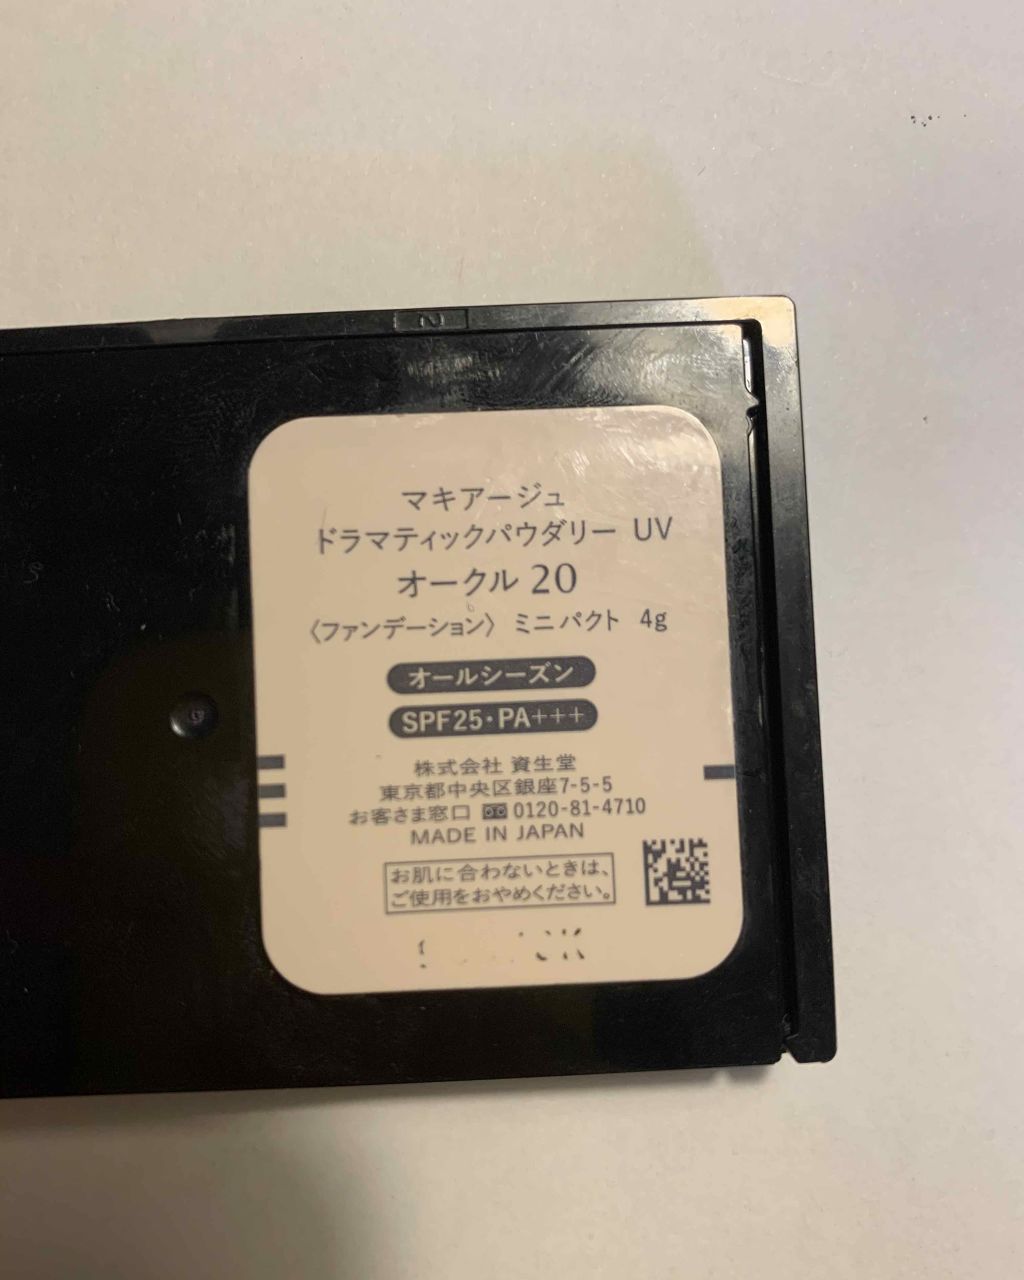 2
マキアージュ
ドラマティックパウダリー UV
オークル 20
〈ファンデーション〉 ミニパクト 4g
オールシーズン
SPF25・PA+++
株式会社 資生堂
東京都中央区銀座7-5-5
お客さま窓口 0120-81-4710
MADE IN JAPAN
お肌に合わないときは、
ご使用をおやめください。